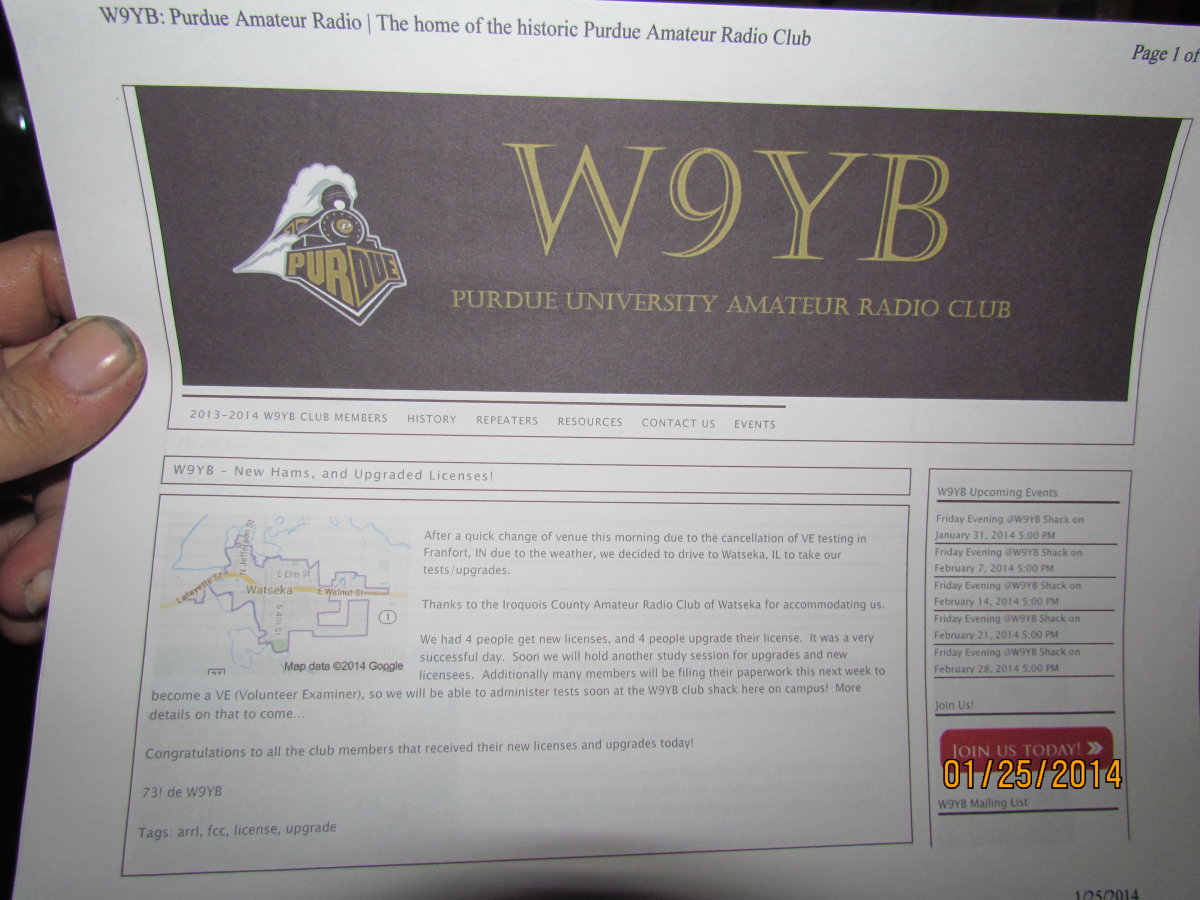 W9YB: Purdue Amateur Radio | The home of the historic Purdue Amateur Radio Club
Page 1 of
PURDUE
W9YB
PURDUE UNIVERSITY AMATEUR RADIO CLUB
2013-2014 W9YB CLUB MEMBERS HISTORY REPEATERS RESOURCES CONTACT US EVENTS
W9YB – New Hams, and Upgraded Licenses!
N Jefferson St
E Elm St
Lafayette St
Watseka
E Walnut St
S 4th St
1
Map data ©2014 Google
After a quick change of venue this morning due to the cancellation of VE testing in
Franfort, IN due to the weather, we decided to drive to Watseka, IL to take our
tests/upgrades.
Thanks to the Iroquois County Amateur Radio Club of Watseka for accommodating us.
We had 4 people get new licenses, and 4 people upgrade their license. It was a very
successful day. Soon we will hold another study session for upgrades and new
licensees. Additionally many members will be filing their paperwork this next week to
become a VE (Volunteer Examiner), so we will be able to administer tests soon at the W9YB club shack here on campus! More
details on that to come...
Congratulations to all the club members that received their new licenses and upgrades today!
73! de W9YB
Tags: arrl, fcc, license, upgrade
W9YB Upcoming Events
Friday Evening @W9YB Shack on
January 31, 2014 5:00 PM
Friday Evening @W9YB Shack on
February 7, 2014 5:00 PM
Friday Evening @W9YB Shack on
February 14, 2014 5:00 PM
Friday Evening @W9YB Shack on
February 21, 2014 5:00 PM
Friday Evening @W9YB Shack on
February 28, 2014 5:00 PM
Join Us!
JOIN US TODAY! »
01/25/2014
W9YB Mailing List
1/25/2014